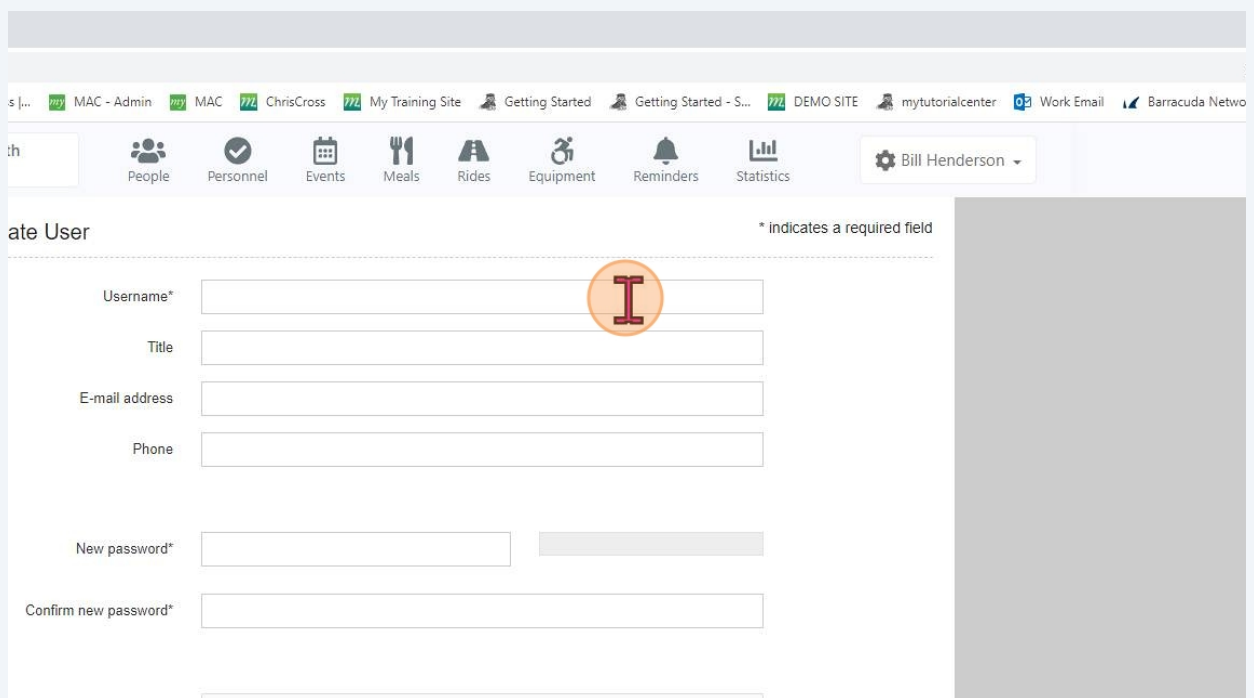 s |... my MAC - Admin my MAC m ChrisCross m My Training Site Getting Started Getting Started - S... m DEMO SITE mytutorialcenter Work Email Barracuda Netwo
th People Personnel Events Meals Rides Equipment Reminders Statistics Bill Henderson
ate User * indicates a required field
Username*
Title
E-mail address
Phone
New password*
Confirm new password*